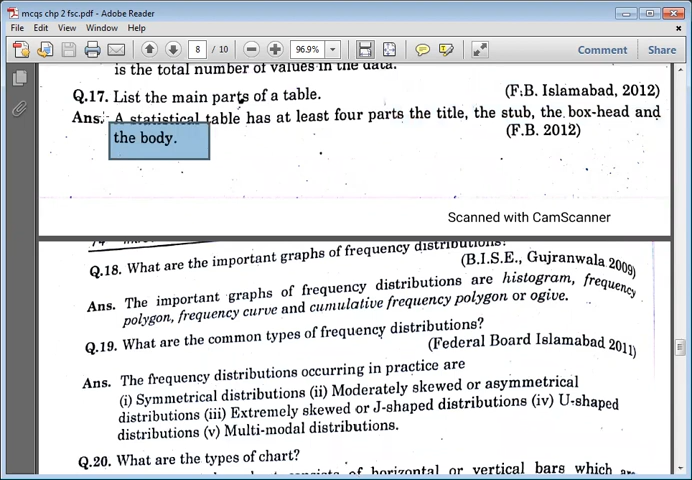 mcqs chp 2 fsc.pdf - Adobe Reader
File Edit View Window Help
8 / 10 96.9% Comment Share
is the total number of values in the data.
Q.17. List the main parts of a table. (F.B. Islamabad, 2012)
Ans. A statistical table has at least four parts the title, the stub, the box-head and
the body. (F.B. 2012)
Scanned with CamScanner
Q.18. What are the important graphs of frequency distributions?
(B.I.S.E., Gujranwala 2009)
Ans. The important graphs of frequency distributions are histogram, frequency
polygon, frequency curve and cumulative frequency polygon or ogive.
Q.19. What are the common types of frequency distributions?
(Federal Board Islamabad 2011)
Ans. The frequency distributions occurring in practice are
(i) Symmetrical distributions (ii) Moderately skewed or asymmetrical
distributions (iii) Extremely skewed or J-shaped distributions (iv) U-shaped
distributions (v) Multi-modal distributions.
Q.20. What are the types of chart?
of horizontal or vertical bars which are